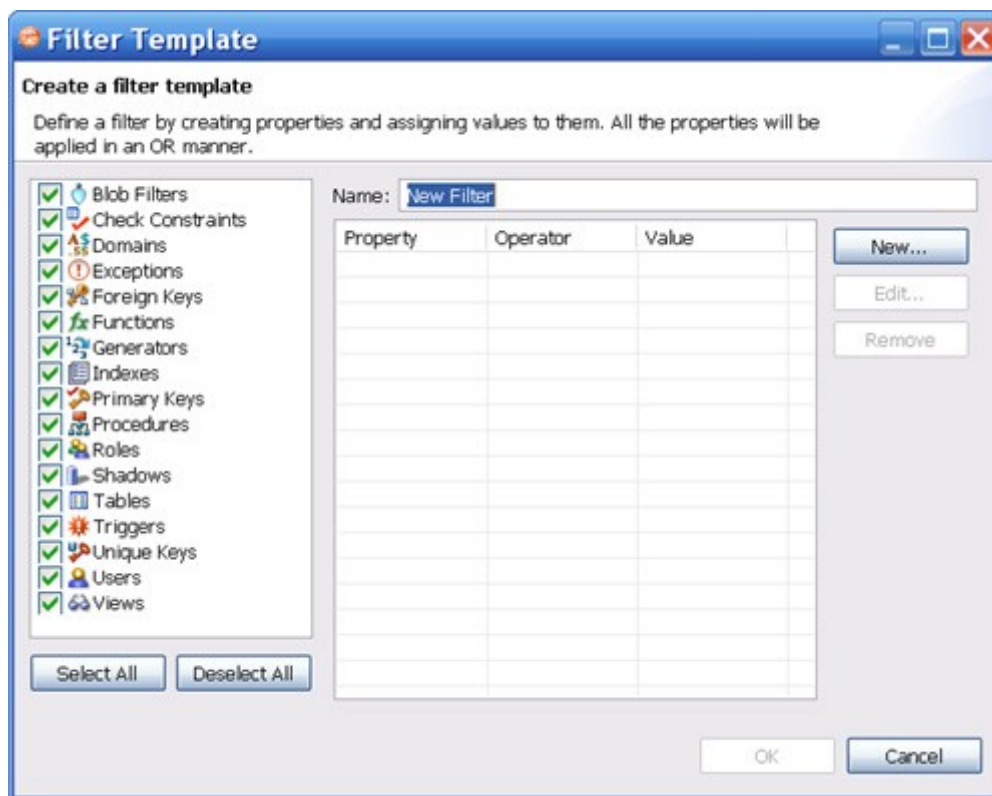 Filter Template
Create a filter template
Define a filter by creating properties and assigning values to them. All the properties will be
applied in an OR manner.
Blob Filters
Check Constraints
Domains
Exceptions
Foreign Keys
Functions
Generators
Indexes
Primary Keys
Procedures
Roles
Shadows
Tables
Triggers
Unique Keys
Users
Views
Select All Deselect All
Name: New Filter
Property Operator Value
New...
Edit...
Remove
OK Cancel